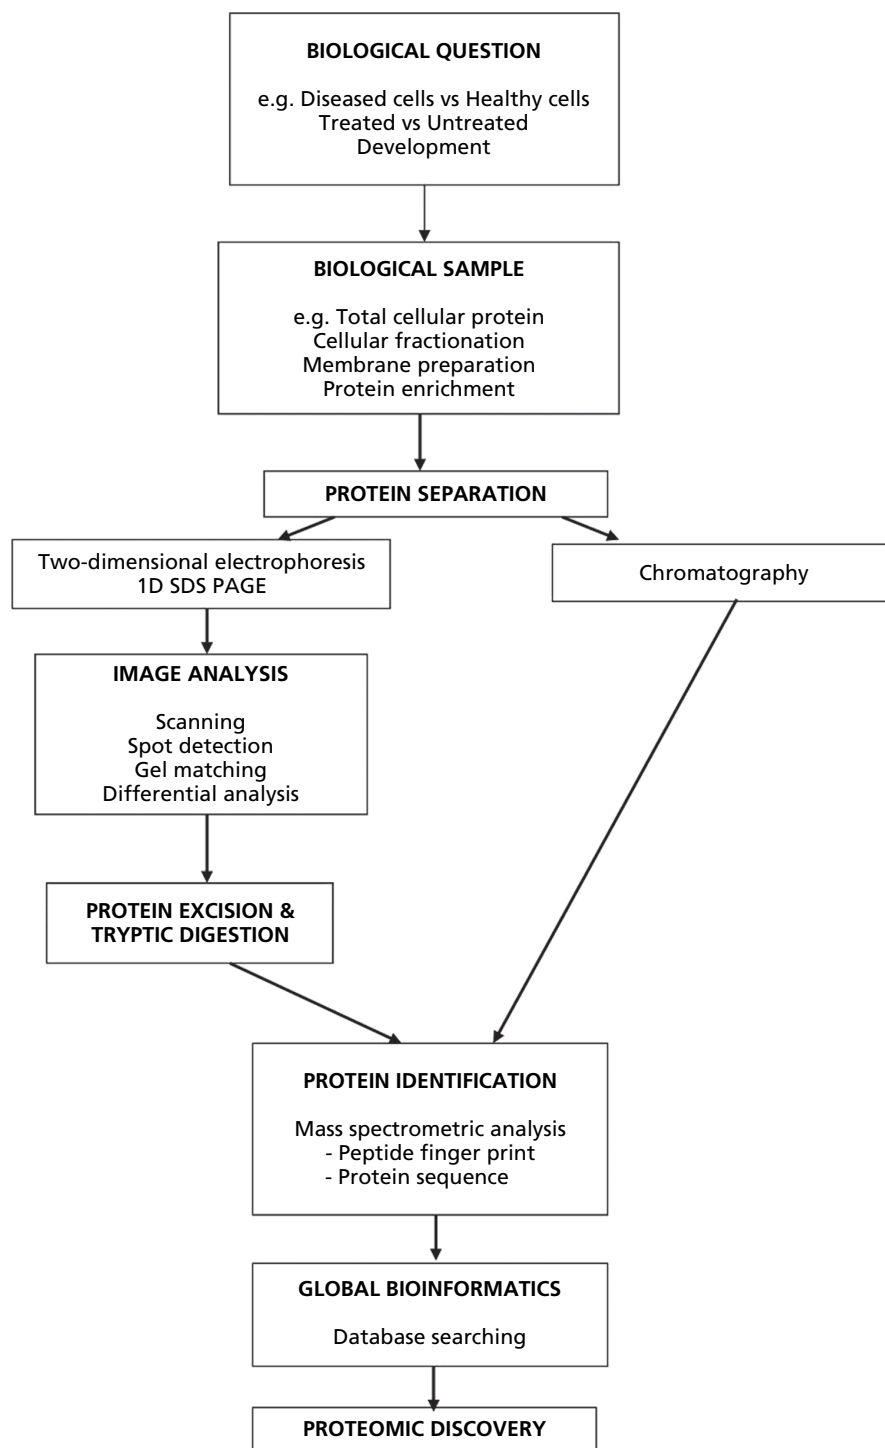 BIOLOGICAL QUESTION
e.g. Diseased cells vs Healthy cells
Treated vs Untreated
Development
BIOLOGICAL SAMPLE
e.g. Total cellular protein
Cellular fractionation
Membrane preparation
Protein enrichment
PROTEIN SEPARATION
Two-dimensional electrophoresis
1D SDS PAGE
Chromatography
IMAGE ANALYSIS
Scanning
Spot detection
Gel matching
Differential analysis
PROTEIN EXCISION &
TRYPTIC DIGESTION
PROTEIN IDENTIFICATION
Mass spectrometric analysis
- Peptide finger print
- Protein sequence
GLOBAL BIOINFORMATICS
Database searching
PROTEOMIC DISCOVERY